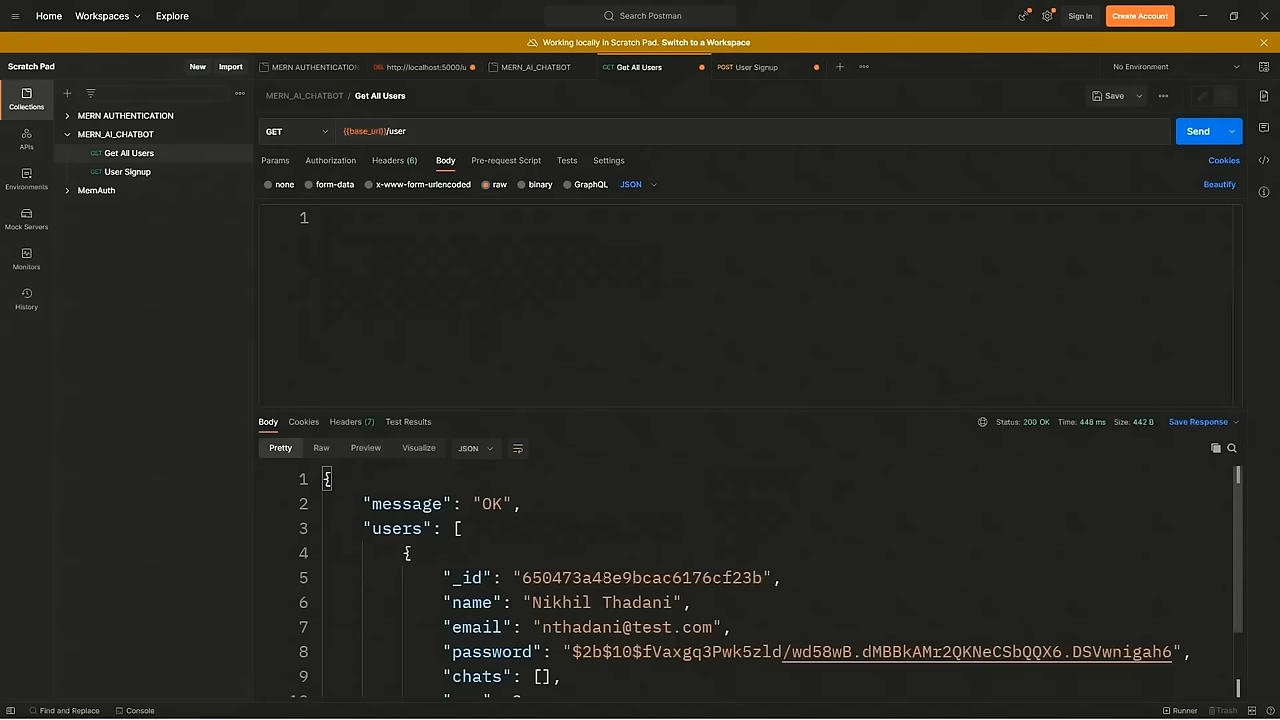 Home Workspaces Explore Search Postman Sign In Create Account
Working locally in Scratch Pad. Switch to a Workspace
Scratch Pad New Import MERN AUTHENTICATION DEL http://localhost:5000/u MERN_AI_CHATBOT GET Get All Users POST User Signup No Environment
Collections
APIs
Environments
Mock Servers
Monitors
History
MERN AUTHENTICATION
MERN_AI_CHATBOT
GET Get All Users
GET User Signup
MernAuth
MERN_AI_CHATBOT / Get All Users Save
GET {{base_url}}/user Send
Params Authorization Headers (6) Body Pre-request Script Tests Settings Cookies
none form-data x-www-form-urlencoded raw binary GraphQL JSON Beautify
1
Body Cookies Headers (7) Test Results Status: 200 OK Time: 448 ms Size: 442 B Save Response
Pretty Raw Preview Visualize JSON
1 {
2 "message": "OK",
3 "users": [
4 {
5 "_id": "650473a48e9bcac6176cf23b",
6 "name": "Nikhil Thadani",
7 "email": "nthadani@test.com",
8 "password": "$2b$10$fVaxgq3Pwk5zld/wd58wB.dMBBkAMr2QKNeCSbQQX6.DSVwnigah6",
9 "chats": [],
Find and Replace Console Runner Trash